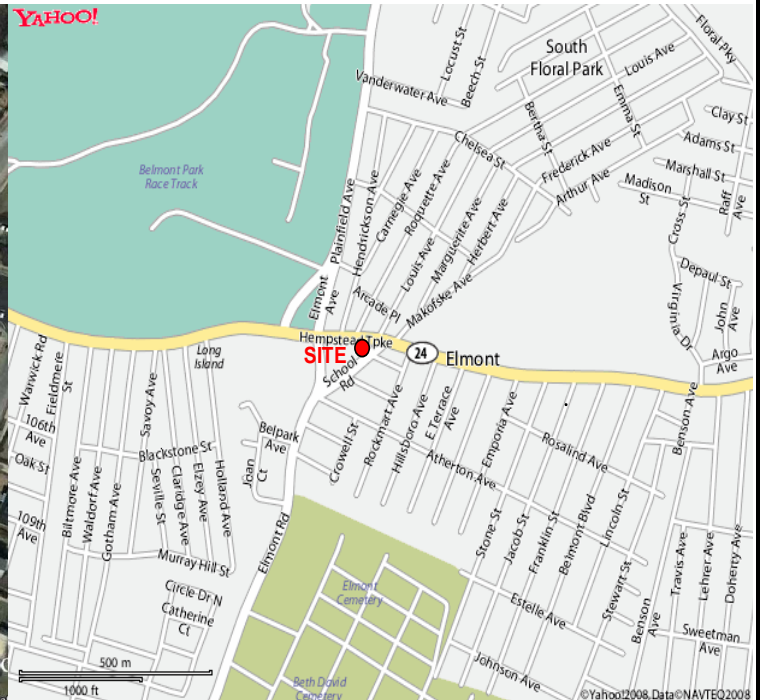 YAHOO!
Locust St
Beech St
South
Floral Park
Louis Ave
Floral Pky
Vanderwater Ave
Bertha St
Emma St
Clay St
Chelsea St
Adams St
Belmont Park
Race Track
Frederick Ave
Marshall St
Arthur Ave
Madison
St
Raff
Ave
Plainfield Ave
Hendrickson Ave
Carnegie Ave
Roquette Ave
Louis Ave
Marguerite Ave
Herbert Ave
Cross St
Depaul St
Elmont
Ave
Arcade Pl
Makofske Ave
Virginia Dr
John
Ave
Hempstead Tpke
SITE
24
Elmont
Argo
Ave
School
Rd
Long
Island
Warwick Rd
Fieldmere
St
Savoy Ave
106th
Ave
Belpark
Ave
Crowell St
Rockmart Ave
Hillsboro Ave
E Terrace
Ave
Emporia Ave
Rosalind Ave
Benson Ave
Blackstone St
Oak St
Biltmore Ave
Waldorf Ave
Gotham Ave
Seville St
Claridge Ave
Elzey Ave
Holland Ave
Joan
Ct
Atherton Ave
109th
Ave
Elmont Rd
Stone St
Jacob St
Franklin St
Belmont Blvd
Lincoln St
Murray Hill St
Travis Ave
Lehrer Ave
Doherty Ave
Circle Dr N
Catherine
Ct
Elmont
Cemetery
Estelle Ave
Stewart St
Benson
Ave
Sweetman
Ave
500 m
1000 ft
Beth David
Cemetery
Johnson Ave
©Yahoo!2008,Data©NAVTEQ2008